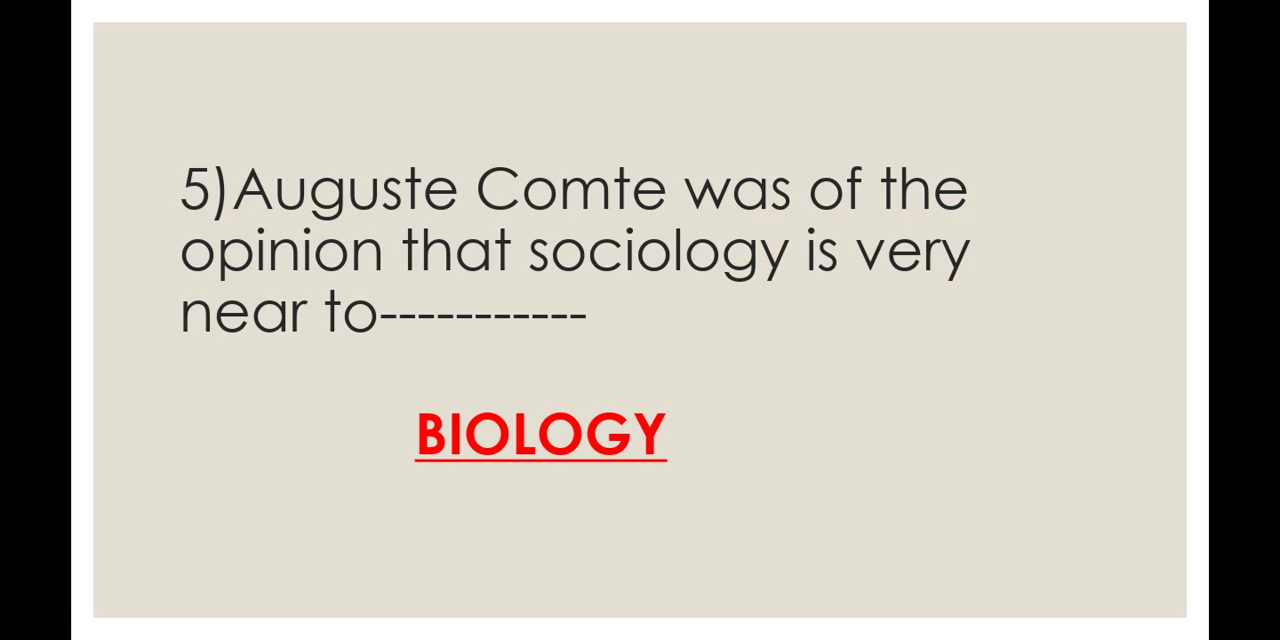 5)Auguste Comte was of the
opinion that sociology is very
near to-----------
BIOLOGY